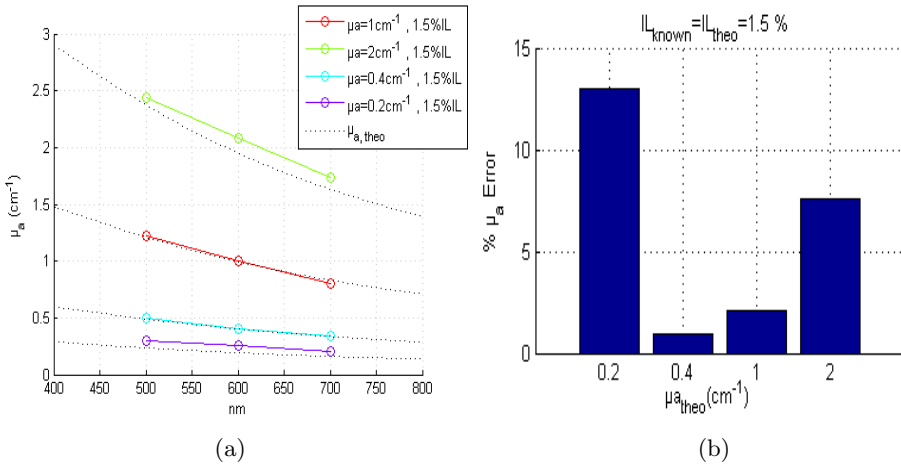 μa=1cm⁻¹ , 1.5%IL
μa=2cm⁻¹ , 1.5%IL
μa=0.4cm⁻¹ , 1.5%IL
μa=0.2cm⁻¹ , 1.5%IL
μa,theo
3
2.5
2
1.5
1
0.5
0
μa (cm⁻¹)
400 450 500 550 600 650 700 750 800
nm
(a)
ILknown=ILtheo=1.5 %
15
10
5
0
% μa Error
0.2 0.4 1 2
μatheo(cm⁻¹)
(b)